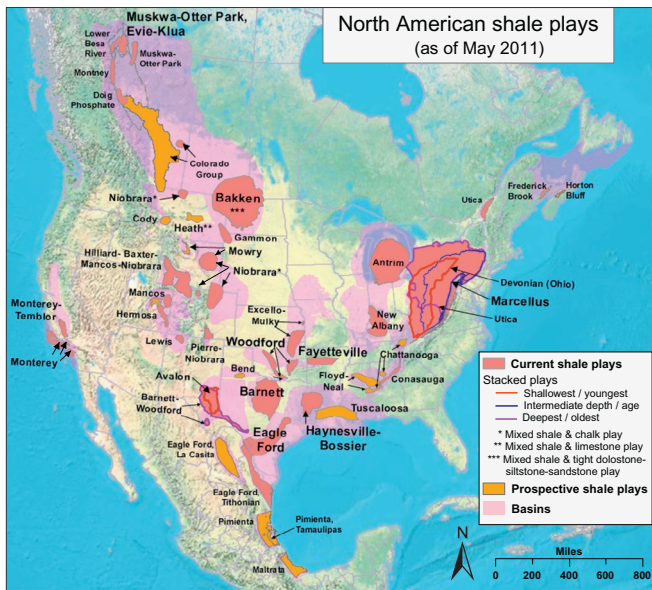 North American shale plays
(as of May 2011)
Muskwa-Otter Park,
Evie-Klua
Lower
Besa
River
Muskwa-
Otter Park
Montney
Doig
Phosphate
Colorado
Group
Niobrara*
Bakken
***
Cody
Heath**
Gammon
Mowry
Hilliard- Baxter-
Mancos-Niobrara
Niobrara*
Antrim
Utica
Frederick
Brook
Horton
Bluff
Devonian (Ohio)
Marcellus
Utica
Mancos
Monterey-
Temblor
Hermosa
Excello-
Mulky
New
Albany
Lewis
Pierre-
Niobrara
Woodford
Fayetteville
Chattanooga
Monterey
Avalon
Bend
Floyd-
Neal
Conasauga
Barnett-
Woodford
Barnett
Tuscaloosa
Eagle
Ford
Haynesville-
Bossier
Eagle Ford,
La Casita
Eagle Ford,
Tithonian
Pimienta
Pimienta,
Tamaulipas
Maltrata
Current shale plays
Stacked plays
Shallowest / youngest
Intermediate depth / age
Deepest / oldest
* Mixed shale & chalk play
** Mixed shale & limestone play
*** Mixed shale & tight dolostone-
siltstone-sandstone play
Prospective shale plays
Basins
N
Miles
0 200 400 600 800